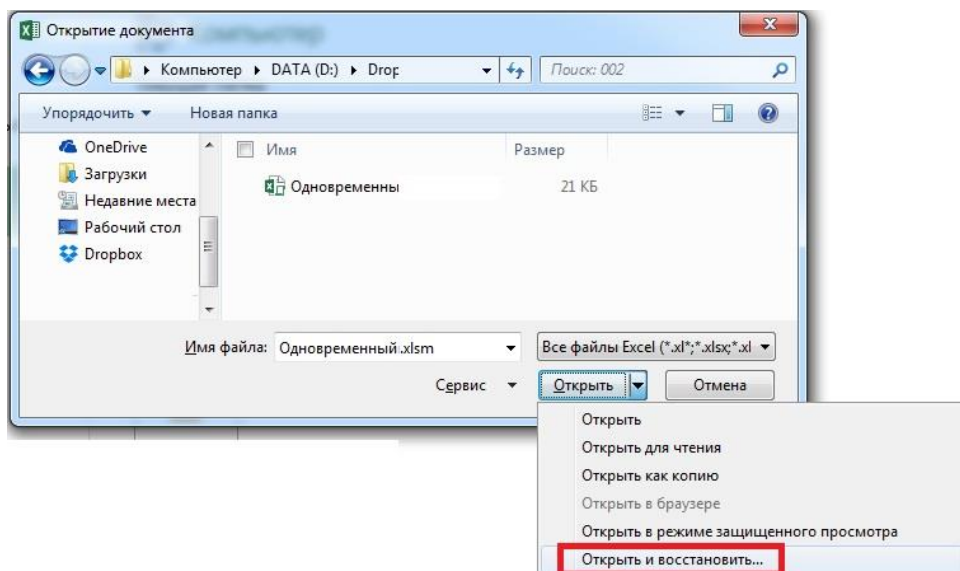 Открытие документа
Компьютер ▸ DATA (D:) ▸ Drop
Поиск: 002
Упорядочить
Новая папка
OneDrive
Загрузки
Недавние места
Рабочий стол
Dropbox
Имя
Размер
Одновременны
21 КБ
Имя файла: Одновременный.xlsm
Все файлы Excel (*.xl*;*.xlsx;*.xl
Сервис
Открыть
Отмена
Открыть
Открыть для чтения
Открыть как копию
Открыть в браузере
Открыть в режиме защищенного просмотра
Открыть и восстановить...